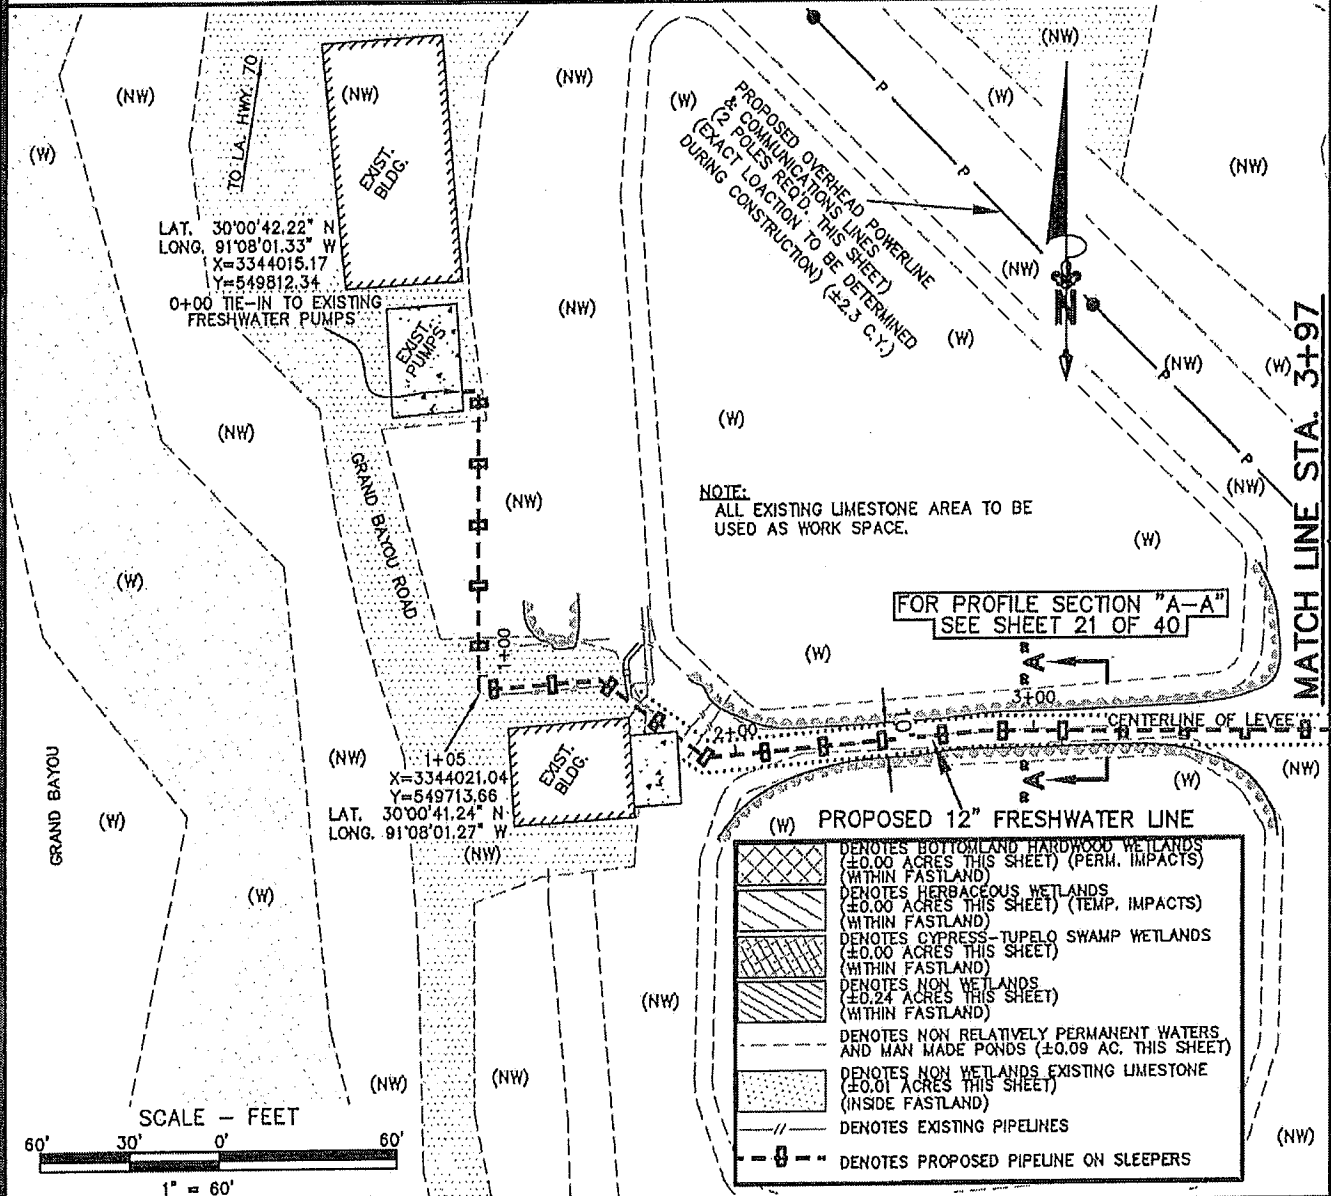 (NW)
(NW)
(NW)
(NW)
(W)
TO LA. HWY. 70
EXIST.
BLDG.
(W)
PROPOSED OVERHEAD POWERLINE
& COMMUNICATIONS LINES
(2 POLES REQ'D. THIS SHEET)
(EXACT LOACTION TO BE DETERMINED
DURING CONSTRUCTION) (±2.3 C.Y.)
P
P
(W)
(NW)
LAT. 30°00'42.22" N
LONG. 91°08'01.33" W
X=3344015.17
Y=549812.34
0+00 TIE-IN TO EXISTING
FRESHWATER PUMPS
EXIST.
PUMPS
(NW)
(NW)
N
(W)
(NW)
(W)
P
P
(NW)
MATCH LINE STA. 3+97
(NW)
(W)
GRAND BAYOU ROAD
(NW)
NOTE:
ALL EXISTING LIMESTONE AREA TO BE
USED AS WORK SPACE.
(W)
(W)
FOR PROFILE SECTION "A-A"
SEE SHEET 21 OF 40
1+00
(W)
A
3+00
10
2+00
CENTERLINE OF LEVEE
(NW)
1+05
X=3344021.04
Y=549713.66
LAT. 30°00'41.24" N
LONG. 91°08'01.27" W
(NW)
EXIST.
BLDG.
A
(W)
(NW)
GRAND BAYOU
(W)
(W)
(W)
PROPOSED 12" FRESHWATER LINE
DENOTES BOTTOMLAND HARDWOOD WETLANDS
(±0.00 ACRES THIS SHEET) (PERM. IMPACTS)
(WITHIN FASTLAND)
DENOTES HERBACEOUS WETLANDS
(±0.00 ACRES THIS SHEET) (TEMP. IMPACTS)
(WITHIN FASTLAND)
DENOTES CYPRESS-TUPELO SWAMP WETLANDS
(±0.00 ACRES THIS SHEET)
(WITHIN FASTLAND)
DENOTES NON WETLANDS
(±0.24 ACRES THIS SHEET)
(WITHIN FASTLAND)
DENOTES NON RELATIVELY PERMANENT WATERS
AND MAN MADE PONDS (±0.09 AC. THIS SHEET)
DENOTES NON WETLANDS EXISTING LIMESTONE
(±0.01 ACRES THIS SHEET)
(INSIDE FASTLAND)
DENOTES EXISTING PIPELINES
DENOTES PROPOSED PIPELINE ON SLEEPERS
(NW)
(NW)
(NW)
(NW)
SCALE - FEET
60' 30' 0' 60'
1" = 60'